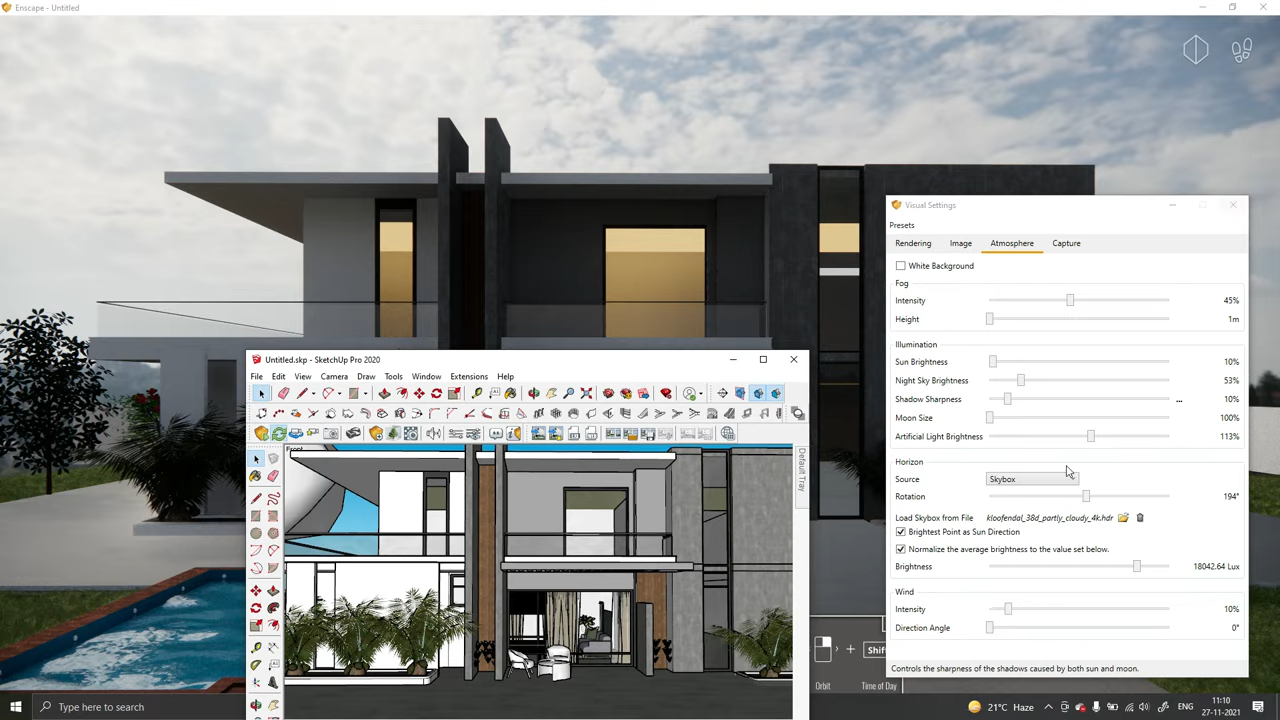 Enscape - Untitled
Visual Settings
Presets
Rendering Image Atmosphere Capture
White Background
Fog
Intensity 45%
Height 1m
Illumination
Sun Brightness 10%
Night Sky Brightness 53%
Shadow Sharpness ... 10%
Moon Size 100%
Artificial Light Brightness 113%
Horizon
Source Skybox
Rotation 194°
Load Skybox from File kloofendal_38d_partly_cloudy_4k.hdr
Brightest Point as Sun Direction
Normalize the average brightness to the value set below.
Brightness 18042.64 Lux
Wind
Intensity 10%
Direction Angle 0°
Controls the sharpness of the shadows caused by both sun and moon.
Untitled.skp - SketchUp Pro 2020
File Edit View Camera Draw Tools Window Extensions Help
Front
Default Tray
+ Shif
Orbit Time of Day
Type here to search
21°C Haze
ENG
11:10
27-11-2021